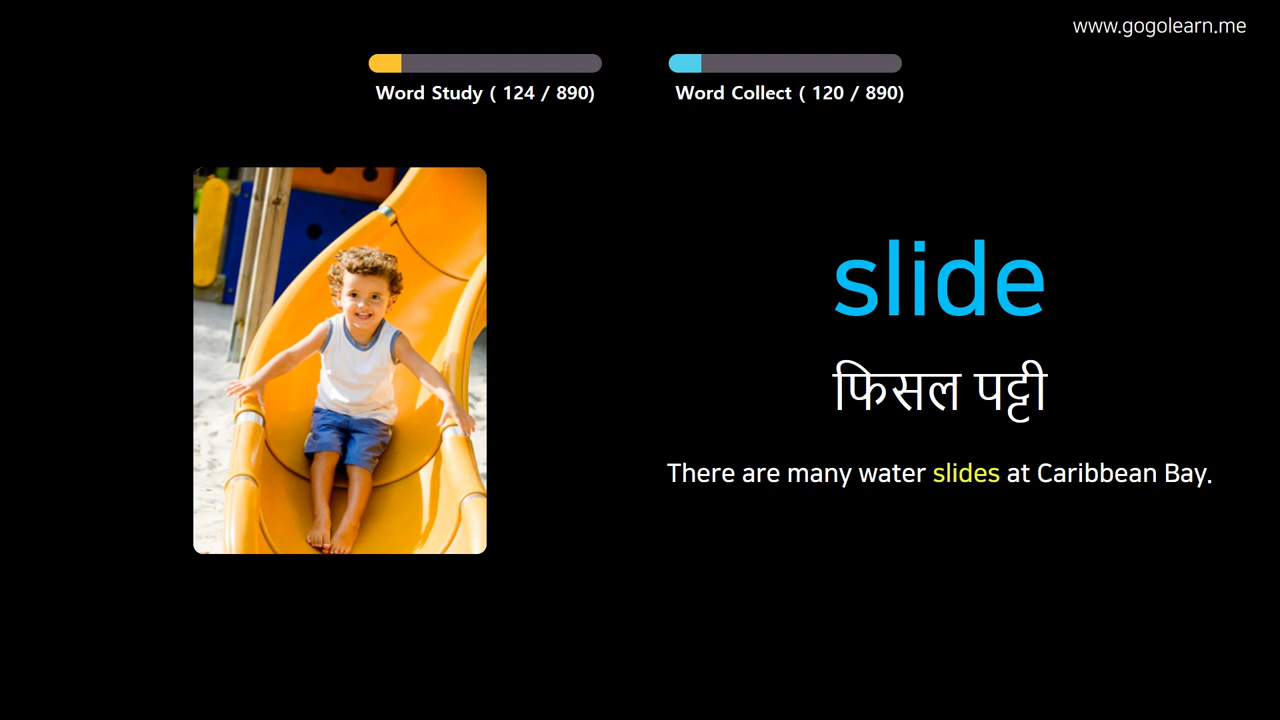 www.gogolearn.me
Word Study ( 124 / 890)
Word Collect ( 120 / 890)
slide
फिसल पट्टी
There are many water slides at Caribbean Bay.